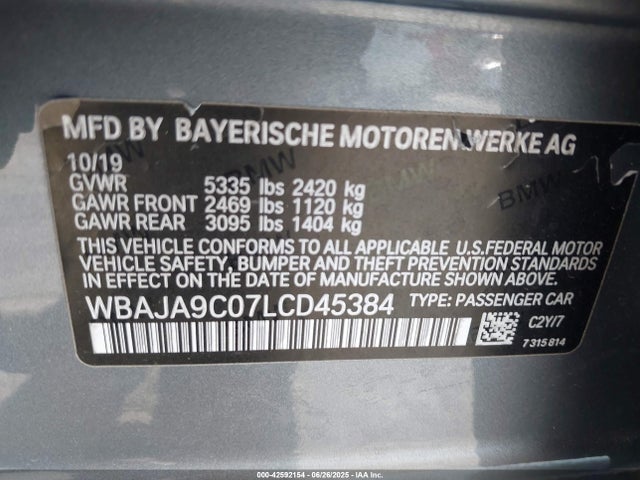 MFD BY BAYERISCHE MOTOREN WERKE AG
10/19
GVWR 5335 lbs 2420 kg
GAWR FRONT 2469 lbs 1120 kg
GAWR REAR 3095 lbs 1404 kg
THIS VEHICLE CONFORMS TO ALL APPLICABLE U.S.FEDERAL MOTOR
VEHICLE SAFETY, BUMPER AND THEFT PREVENTION STANDARDS
IN EFFECT ON THE DATE OF MANUFACTURE SHOWN ABOVE.
WBAJA9C07LCD45384 TYPE: PASSENGER CAR
C2Y/7
7315814
000-42592154 | 06/26/2025 | IAA Inc.